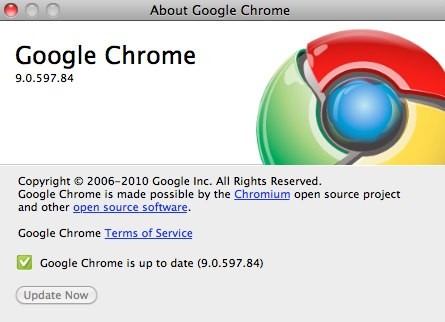 About Google Chrome
Google Chrome
9.0.597.84
Copyright © 2006-2010 Google Inc. All Rights Reserved.
Google Chrome is made possible by the Chromium open source project
and other open source software.
Google Chrome Terms of Service
Google Chrome is up to date (9.0.597.84)
Update Now